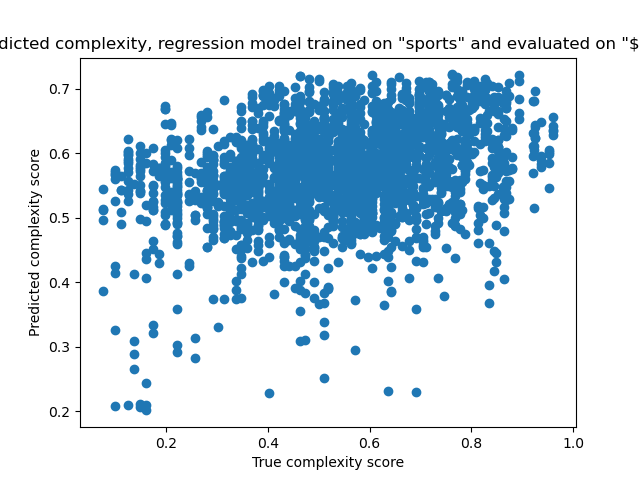 dicted complexity, regression model trained on "sports" and evaluated on "$
0.7
0.6
0.5
0.4
0.3
0.2
Predicted complexity score
0.2 0.4 0.6 0.8 1.0
True complexity score